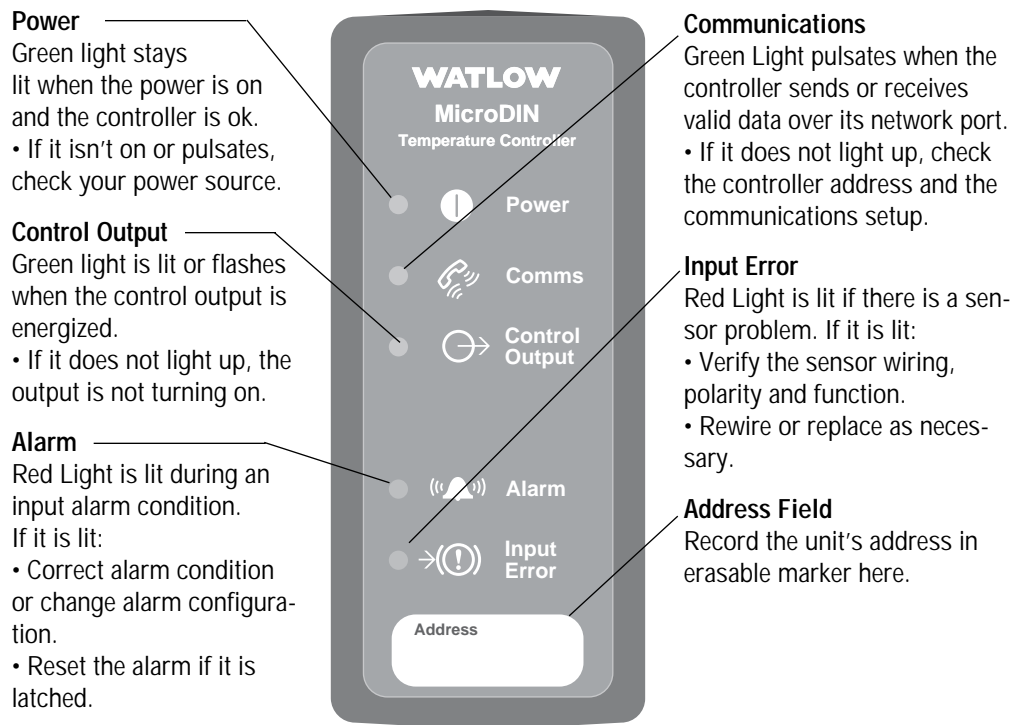 Power
Green light stays
lit when the power is on
and the controller is ok.
• If it isn't on or pulsates,
check your power source.
Control Output
Green light is lit or flashes
when the control output is
energized.
• If it does not light up, the
output is not turning on.
Alarm
Red Light is lit during an
input alarm condition.
If it is lit:
• Correct alarm condition
or change alarm configura-
tion.
• Reset the alarm if it is
latched.
WATLOW
MicroDIN
Temperature Controller
Power
Comms
Control
Output
Alarm
Input
Error
Address
Communications
Green Light pulsates when the
controller sends or receives
valid data over its network port.
• If it does not light up, check
the controller address and the
communications setup.
Input Error
Red Light is lit if there is a sen-
sor problem. If it is lit:
• Verify the sensor wiring,
polarity and function.
• Rewire or replace as neces-
sary.
Address Field
Record the unit's address in
erasable marker here.